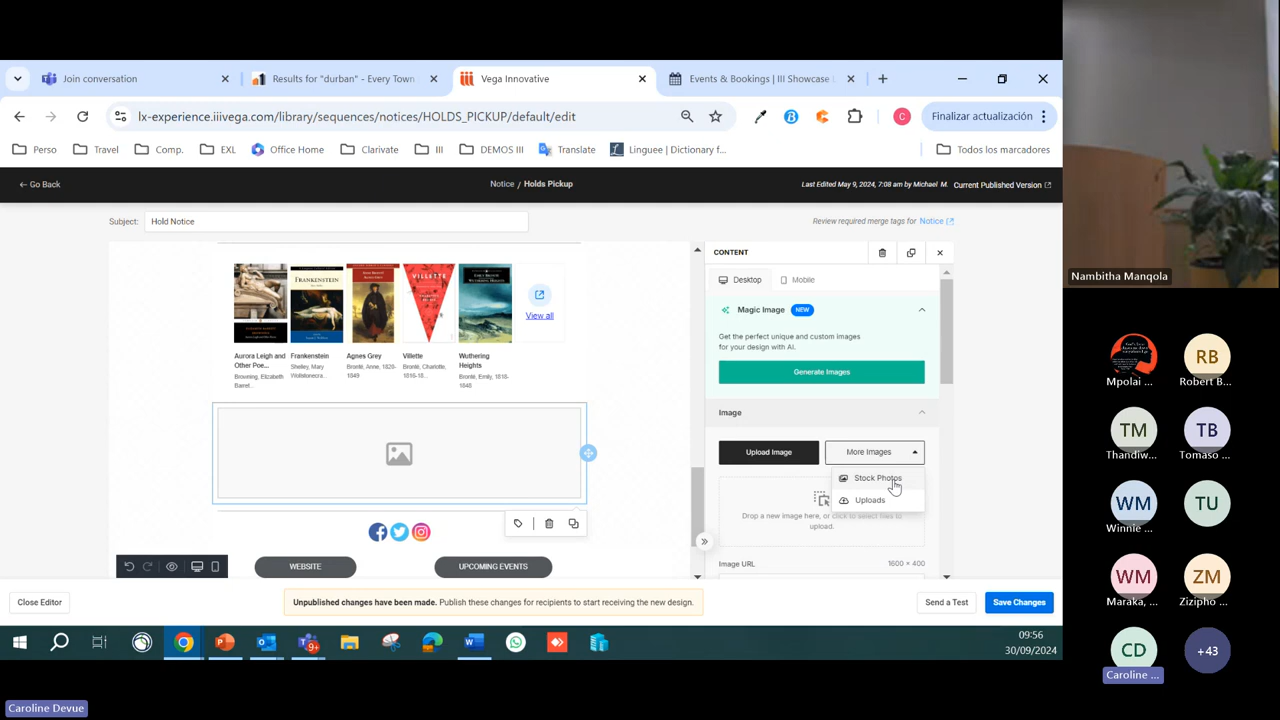 Join conversation
Results for "durban" - Every Town
Vega Innovative
Events & Bookings | III Showcase
lx-experience.iiivega.com/library/sequences/notices/HOLDS_PICKUP/default/edit
C
Finalizar actualización
Perso
Travel
Comp.
EXL
Office Home
Clarivate
III
DEMOS III
Translate
Linguee | Dictionary f...
Todos los marcadores
← Go Back
Notice / Holds Pickup
Last Edited May 9, 2024, 7:08 am by Michael M. Current Published Version
Subject: Hold Notice
Review required merge tags for Notice
CONTENT
Desktop
Mobile
Magic Image NEW
Get the perfect unique and custom images
for your design with AI.
Generate Images
Image
Upload Image
More Images
Stock Photos
Uploads
Drop a new image here, or click to select files to
upload.
Image URL
1600 × 400
FRANKENSTEIN
VILLETTE
View all
Aurora Leigh and
Other Poe...
Browning, Elizabeth
Barret...
Frankenstein
Shelley, Mary
Wollstonecra...
Agnes Grey
Brontë, Anne, 1820-
1849
Villette
Brontë, Charlotte,
1816-18...
Wuthering
Heights
Brontë, Emily, 1818-
1848
WEBSITE
UPCOMING EVENTS
Close Editor
Unpublished changes have been made. Publish these changes for recipients to start receiving the new design.
Send a Test
Save Changes
9+
09:56
30/09/2024
Caroline Devue
Nambitha Manqola
Mpolai ...
RB
Robert B...
TM
Thandiw...
TB
Tomaso ...
WM
Winnie ...
TU
WM
Maraka, ...
ZM
Zizipho ...
CD
Caroline ...
+43